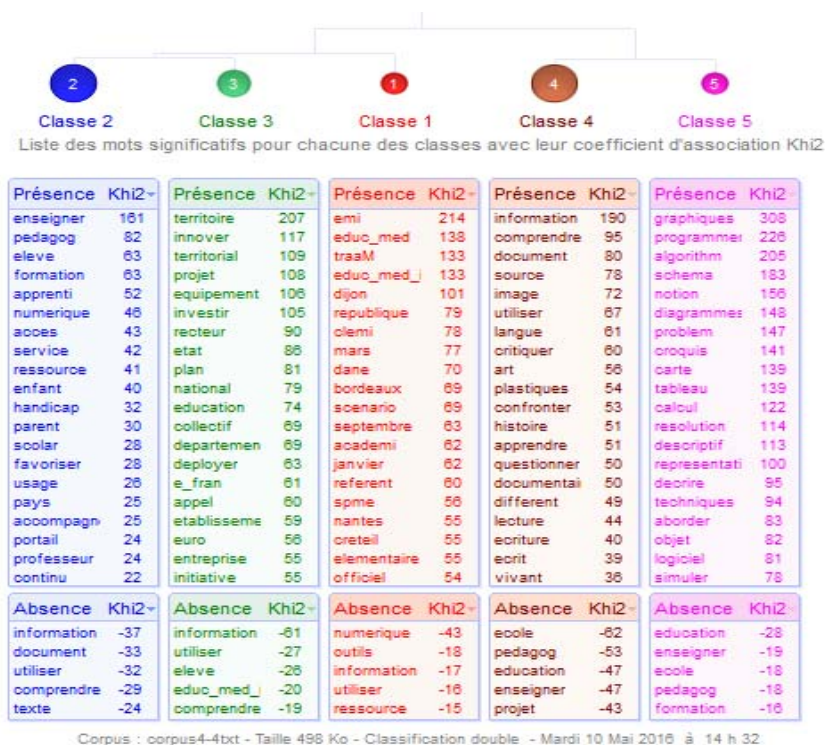 2 3 1 4 5
Classe 2 Classe 3 Classe 1 Classe 4 Classe 5
Liste des mots significatifs pour chacune des classes avec leur coefficient d'association Khi2
Présence Khi2 Présence Khi2 Présence Khi2 Présence Khi2 Présence Khi2
enseigner 161 territoire 207 emi 214 information 190 graphiques 308
pedagog 82 innover 117 educ_med 138 comprendre 95 programmer 226
eleve 63 territorial 109 traaM 133 document 80 algorithm 205
formation 63 projet 108 educ_med_i 133 source 78 schema 183
apprenti 52 equipement 106 dijon 101 image 72 notion 156
numerique 46 investir 105 republique 79 utiliser 67 diagrammes 148
acces 43 recteur 90 clemi 78 langue 61 problem 147
service 42 etat 86 mars 77 critiquer 60 croquis 141
ressource 41 plan 81 dane 70 art 56 carte 139
enfant 40 national 79 bordeaux 69 plastiques 54 tableau 139
handicap 32 education 74 scenario 69 confronter 53 calcul 122
parent 30 collectif 69 septembre 63 histoire 51 resolution 114
scolar 28 departemen 69 academi 62 apprendre 51 descriptif 113
favoriser 28 deployer 63 janvier 62 questionner 50 representati 100
usage 26 e_fran 61 referent 60 documentai 50 decrire 95
pays 25 appel 60 spme 56 different 49 techniques 94
accompagn 25 etablisseme 59 nantes 55 lecture 44 aborder 83
portail 24 euro 56 creteil 55 ecriture 40 objet 82
professeur 24 entreprise 55 elementaire 55 ecrit 39 logiciel 81
continu 22 initiative 55 officiel 54 vivant 36 simuler 78
Absence Khi2 Absence Khi2 Absence Khi2 Absence Khi2 Absence Khi2
information -37 information -61 numerique -43 ecole -62 education -28
document -33 utiliser -27 outils -18 pedagog -53 enseigner -19
utiliser -32 eleve -26 information -17 education -47 ecole -18
comprendre -29 educ_med_ -20 utiliser -16 enseigner -47 pedagog -18
texte -24 comprendre -19 ressource -15 projet -43 formation -16
Corpus : corpus4-4txt - Taille 498 Ko - Classification double - Mardi 10 Mai 2016 à 14 h 32